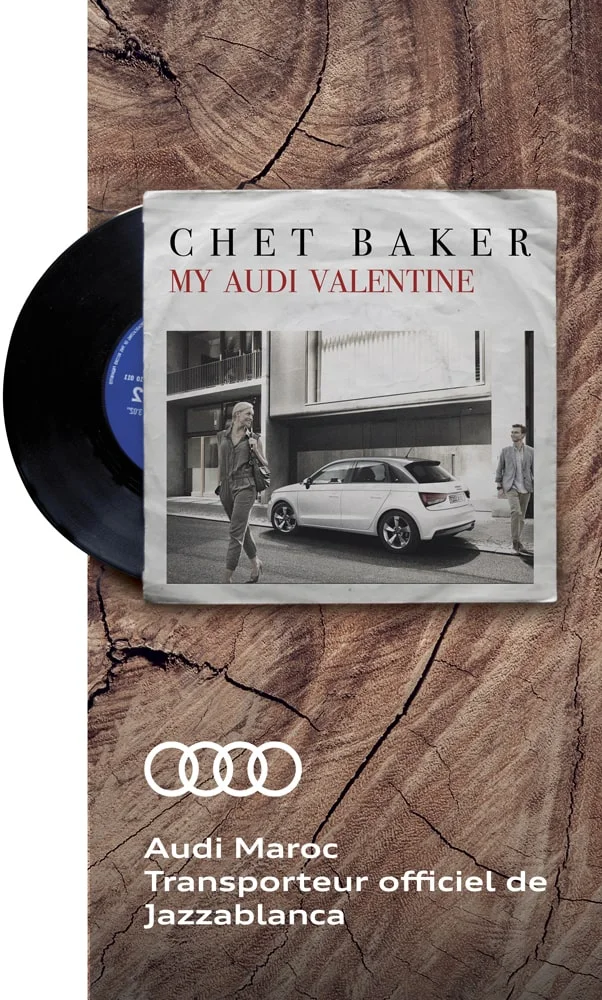 CHET BAKER
MY AUDI VALENTINE
Audi Maroc
Transporteur officiel de
Jazzablanca